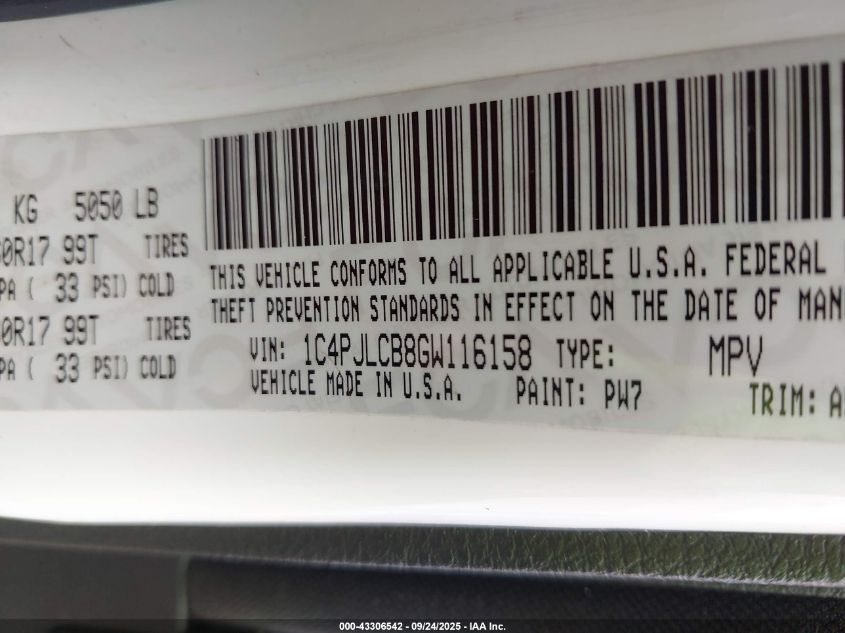 KG 5050 LB
0R17 99T TIRES
PA ( 33 PSI) COLD
0R17 99T TIRES
PA ( 33 PSI) COLD
THIS VEHICLE CONFORMS TO ALL APPLICABLE U.S.A. FEDERAL
THEFT PREVENTION STANDARDS IN EFFECT ON THE DATE OF MAN
VIN: 1C4PJLCB8GW116158 TYPE: MPV
VEHICLE MADE IN U.S.A. PAINT: PW7 TRIM: A
000-43306542 - 09/24/2025 - IAA Inc.